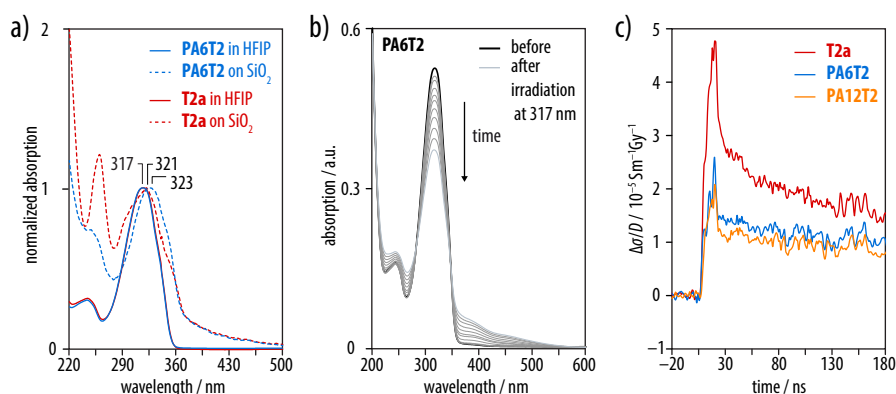 a)
2
1
0
normalized absorption
PA6T2 in HFIP
PA6T2 on SiO2
T2a in HFIP
T2a on SiO2
317
321
323
220
290
360
430
500
wavelength / nm
b)
PA6T2
before
after
irradiation
at 317 nm
time
0.6
0.3
0
absorption / a.u.
200
300
400
500
600
wavelength / nm
c)
T2a
PA6T2
PA12T2
5
4
3
2
1
0
−1
Δσ/D / 10⁻⁵ Sm⁻¹Gy⁻¹
−20
30
80
130
180
time / ns